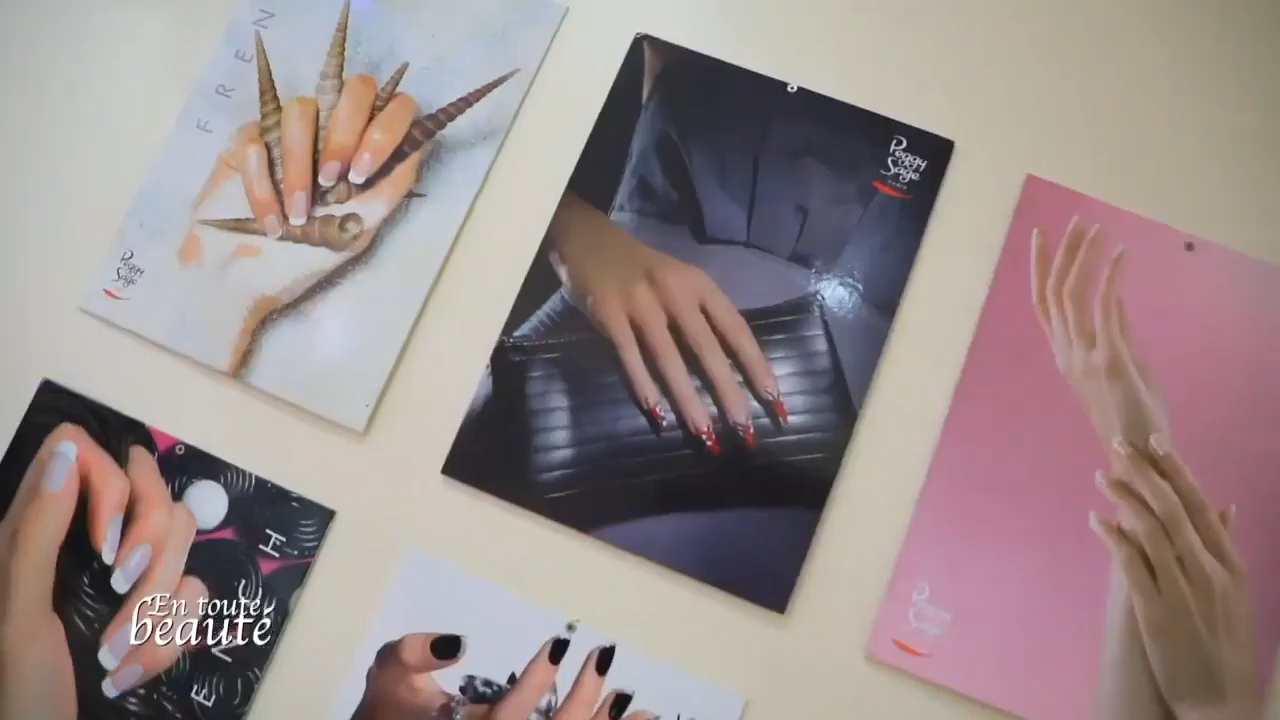 FREN
Peggy
Sage
Peggy
Sage
PARIS
Peggy
Sage
ENCH
En toute
beauté